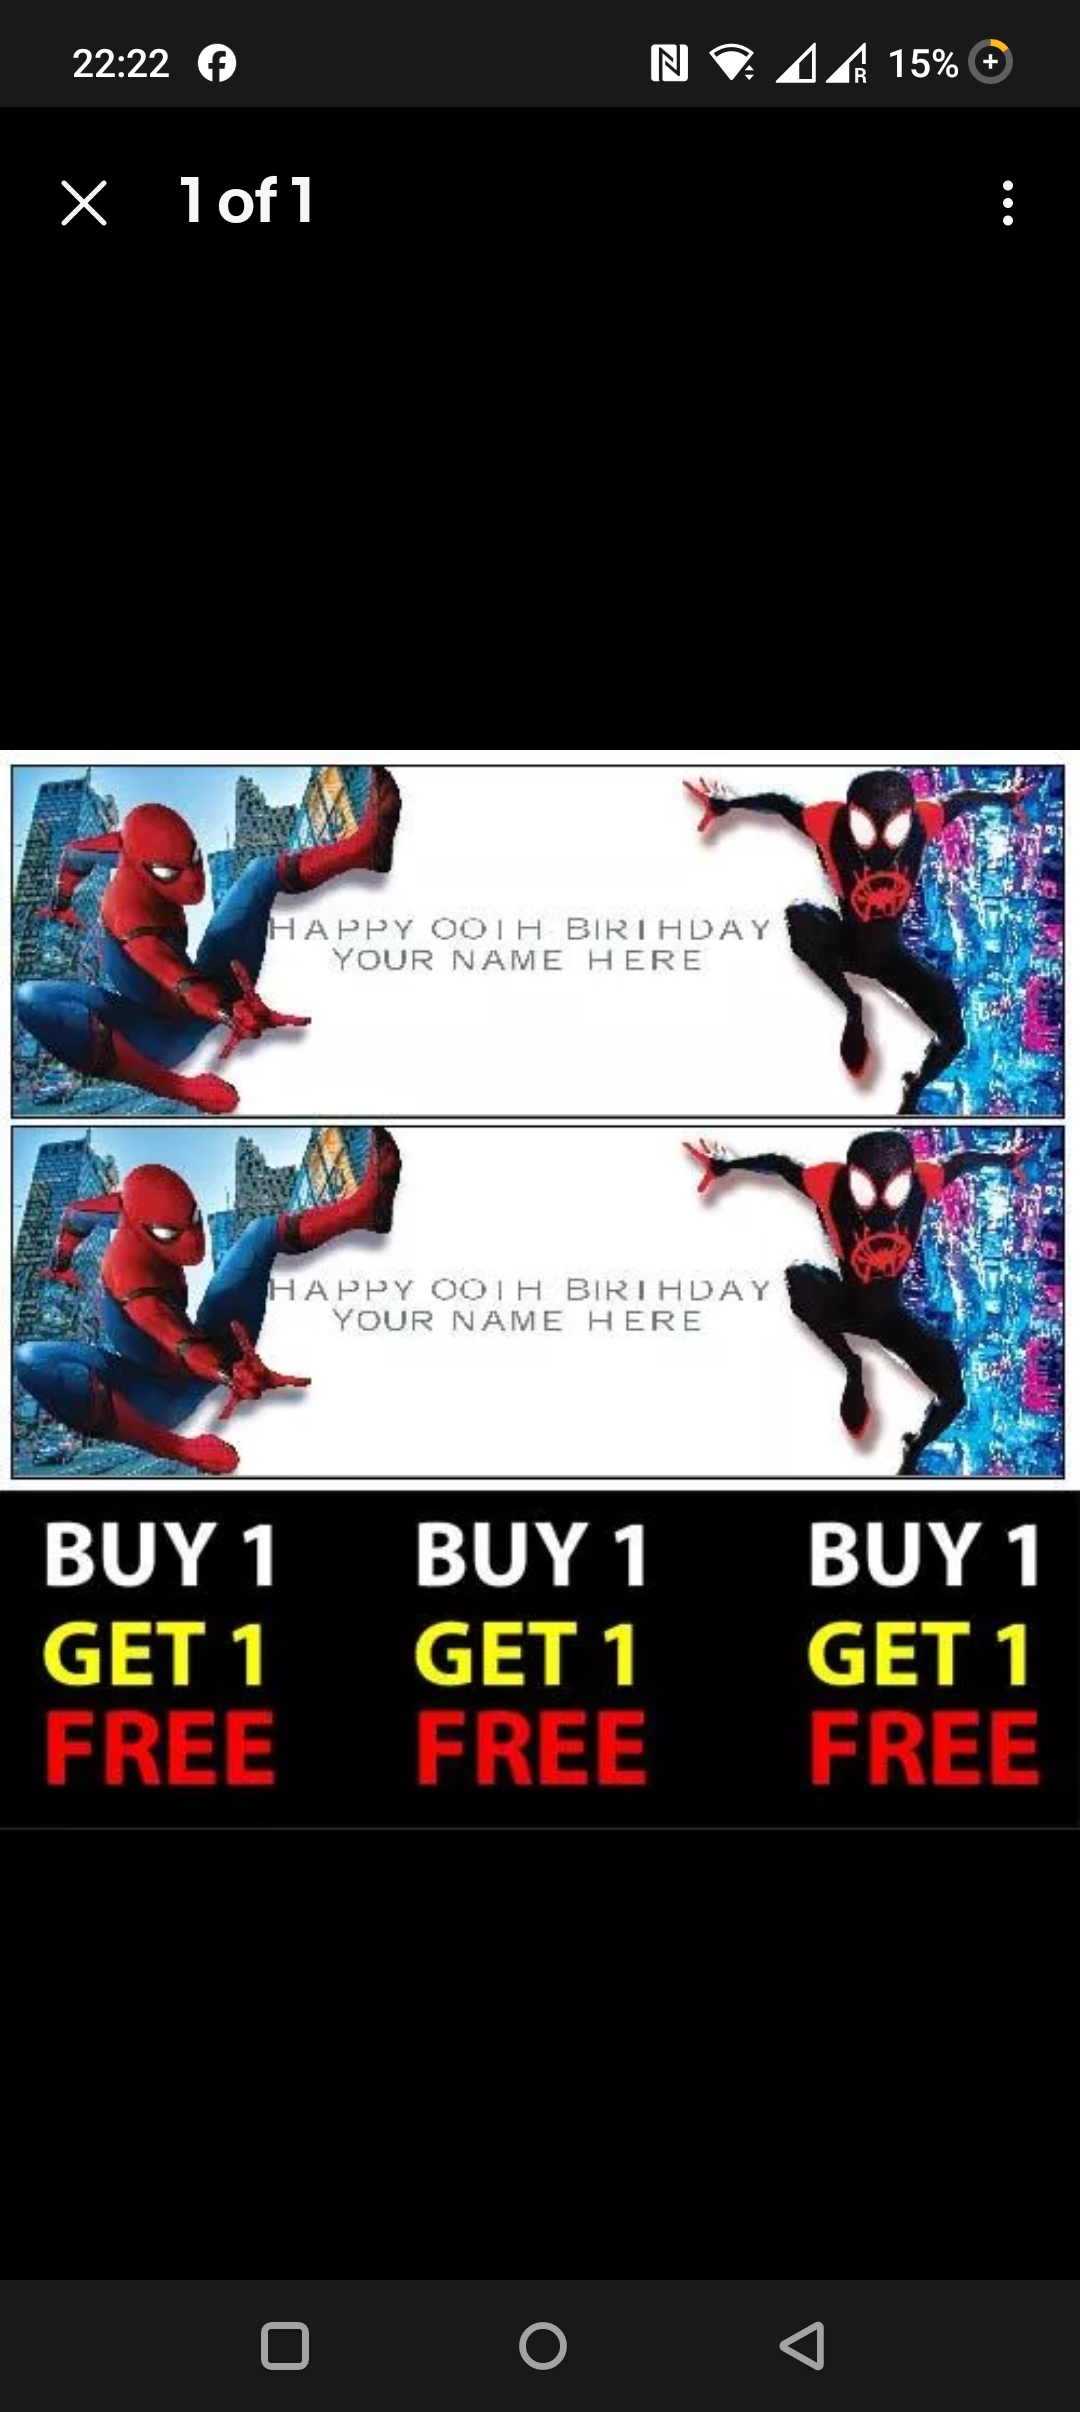 22:22
15%
R
1 of 1
HAPPY 00TH BIRTHDAY
YOUR NAME HERE
HAPPY 00TH BIRTHDAY
YOUR NAME HERE
BUY 1 BUY 1 BUY 1
GET 1 GET 1 GET 1
FREE FREE FREE